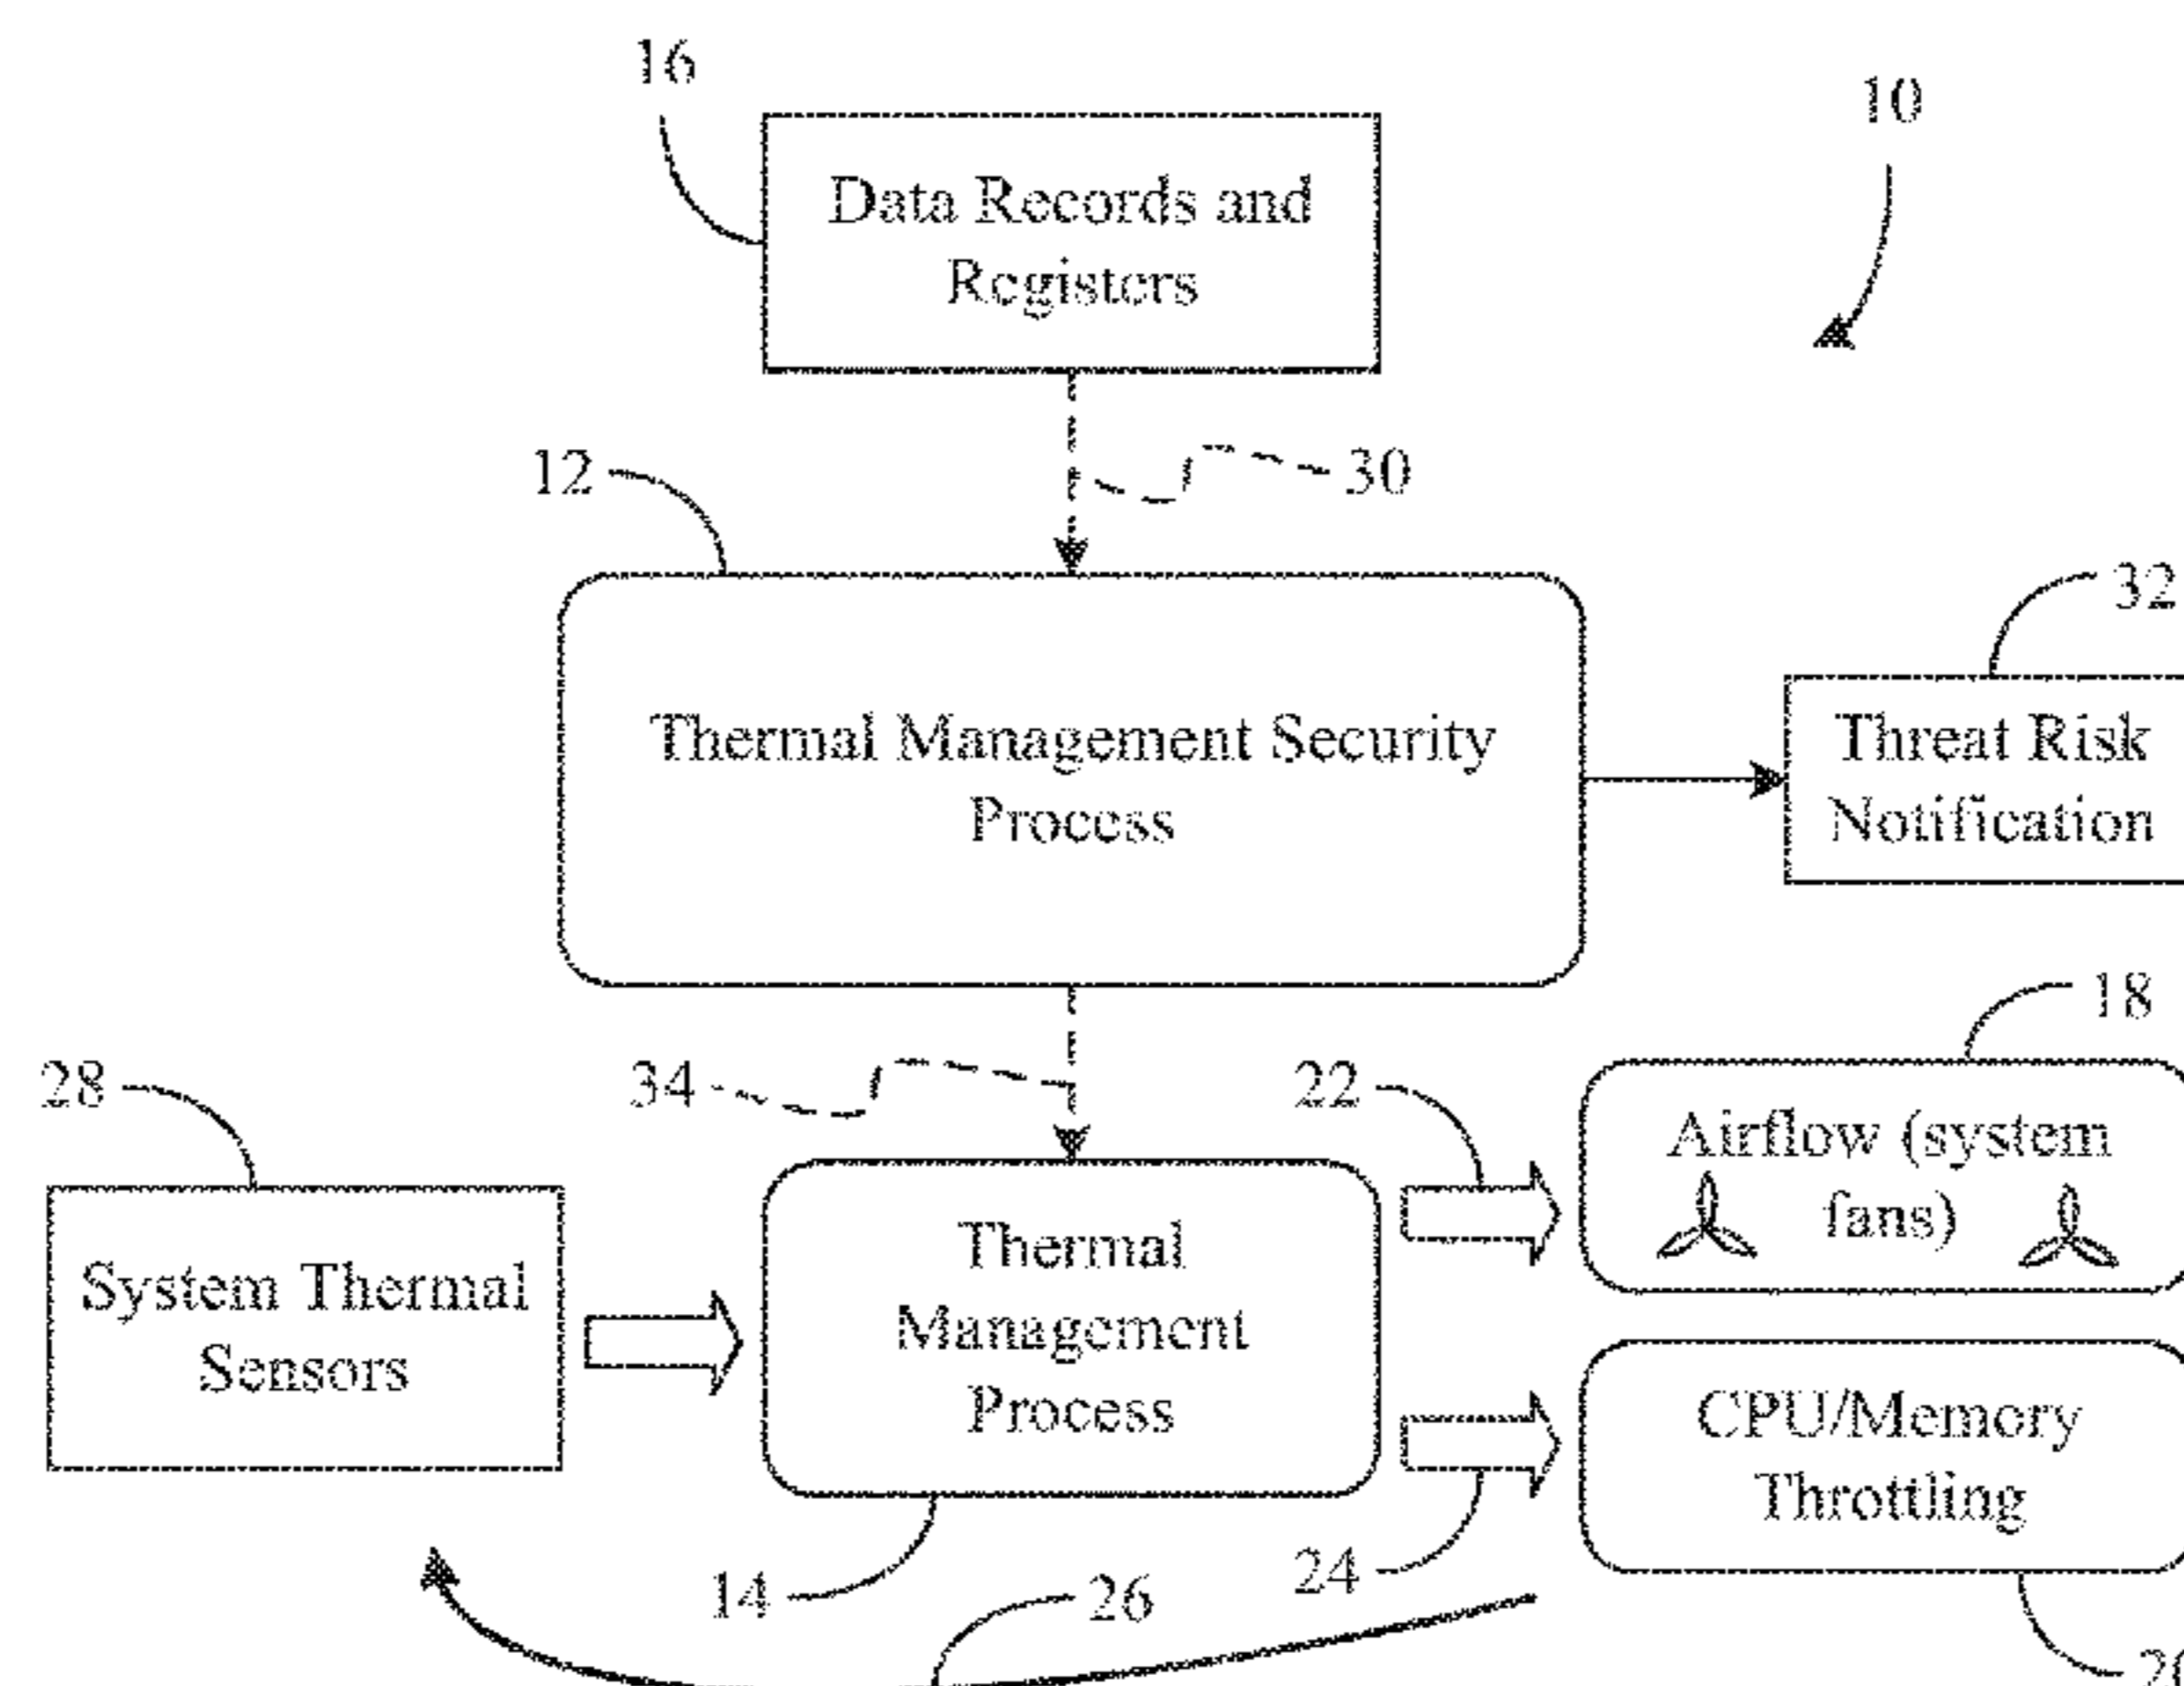 16
10
Data Records and
Registers
12
30
32
Thermal Management Security
Process
Threat Risk
Notification
18
28
34
22
Airflow (system
fans)
System Thermal
Sensors
Thermal
Management
Process
CPU/Memory
Throttling
14
26
24
20